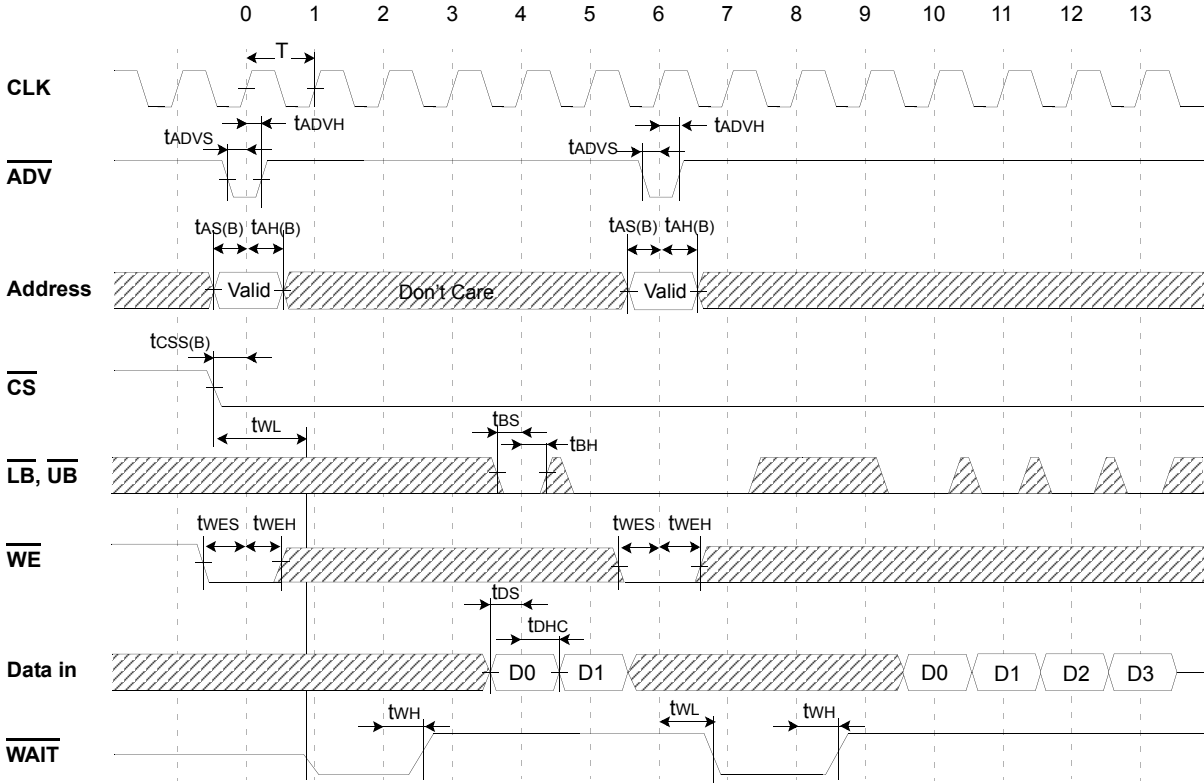 0 1 2 3 4 5 6 7 8 9 10 11 12 13
T
CLK
tADVH
tADVS
tADVH
tADVS
ADV
tAS(B) tAH(B)
tAS(B) tAH(B)
Address
Valid
Don't Care
Valid
tCSS(B)
CS
tWL
tBS
tBH
LB, UB
tWES tWEH
tWES tWEH
WE
tDS
tDHC
Data in
D0 D1
D0 D1 D2 D3
tWH
tWL
tWH
WAIT